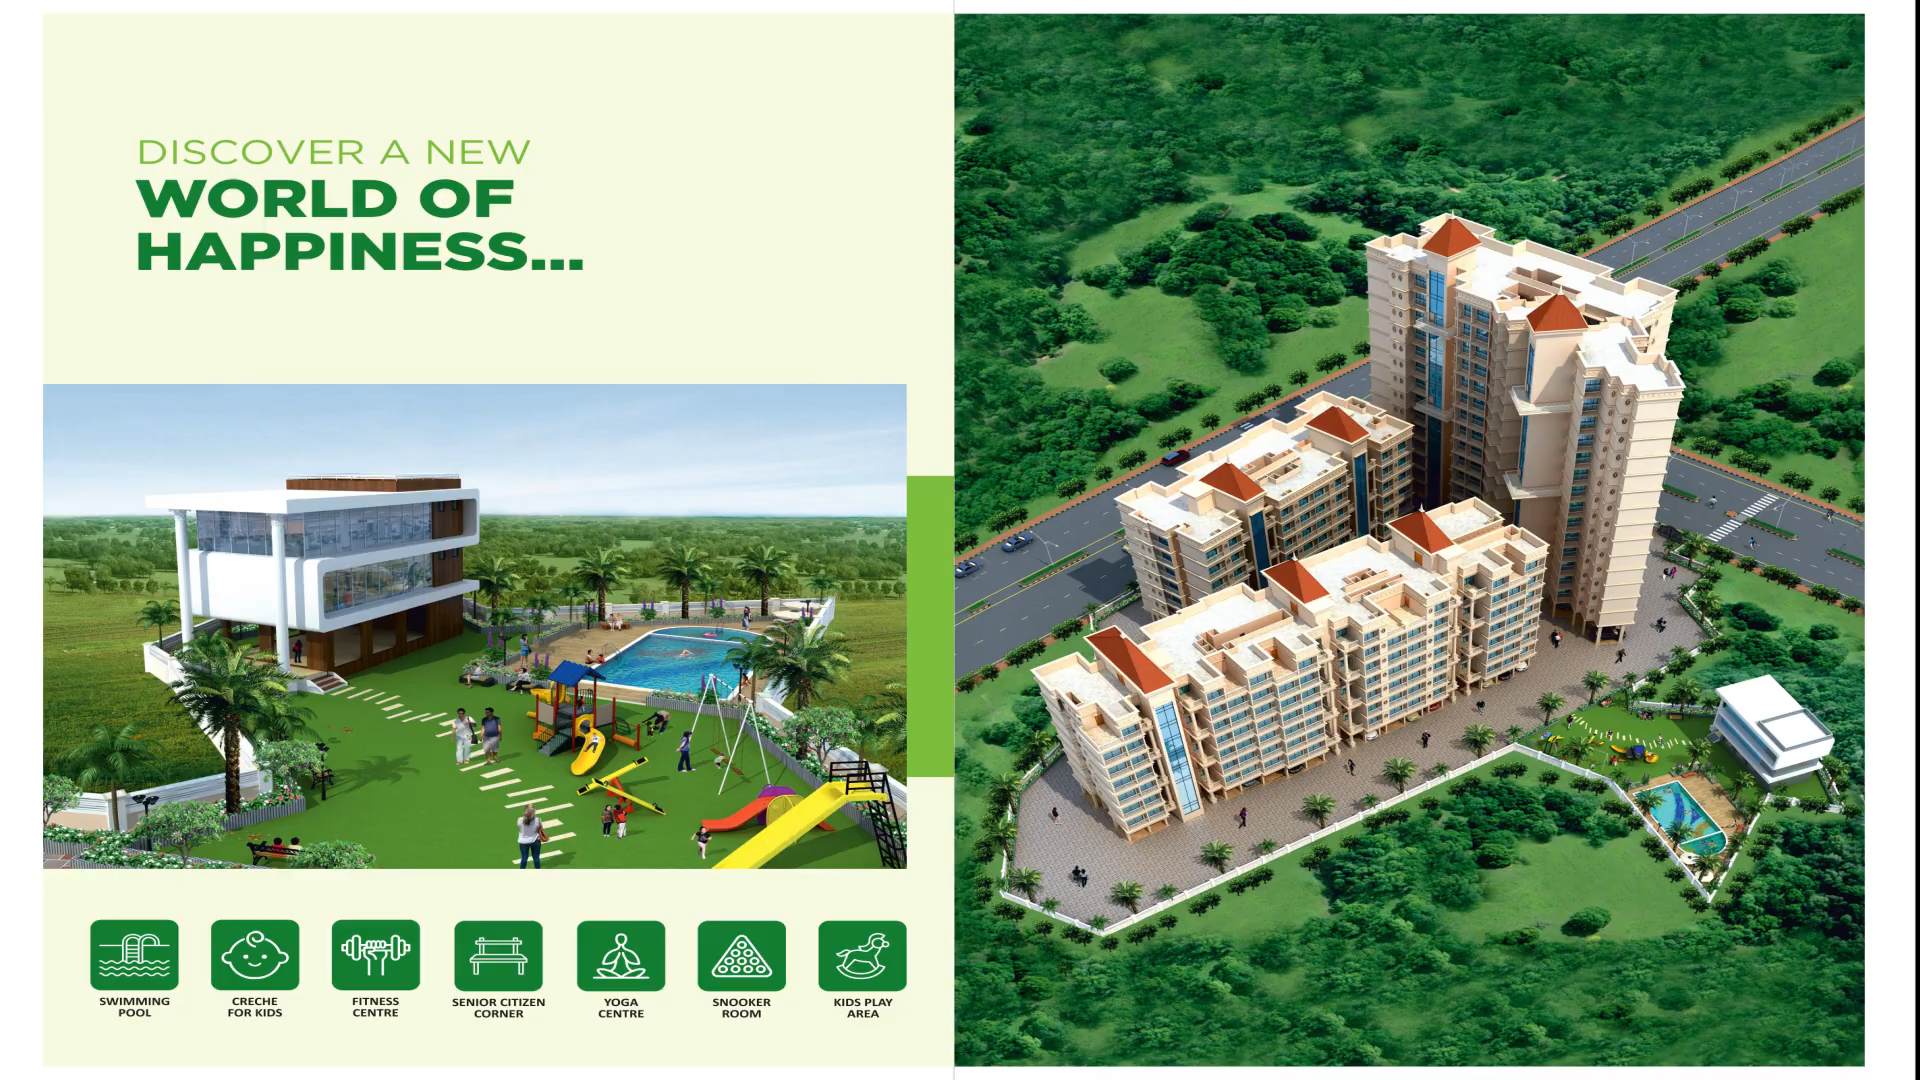 DISCOVER A NEW
WORLD OF
HAPPINESS...
SWIMMING
POOL
CRECHE
FOR KIDS
FITNESS
CENTRE
SENIOR CITIZEN
CORNER
YOGA
CENTRE
SNOOKER
ROOM
KIDS PLAY
AREA